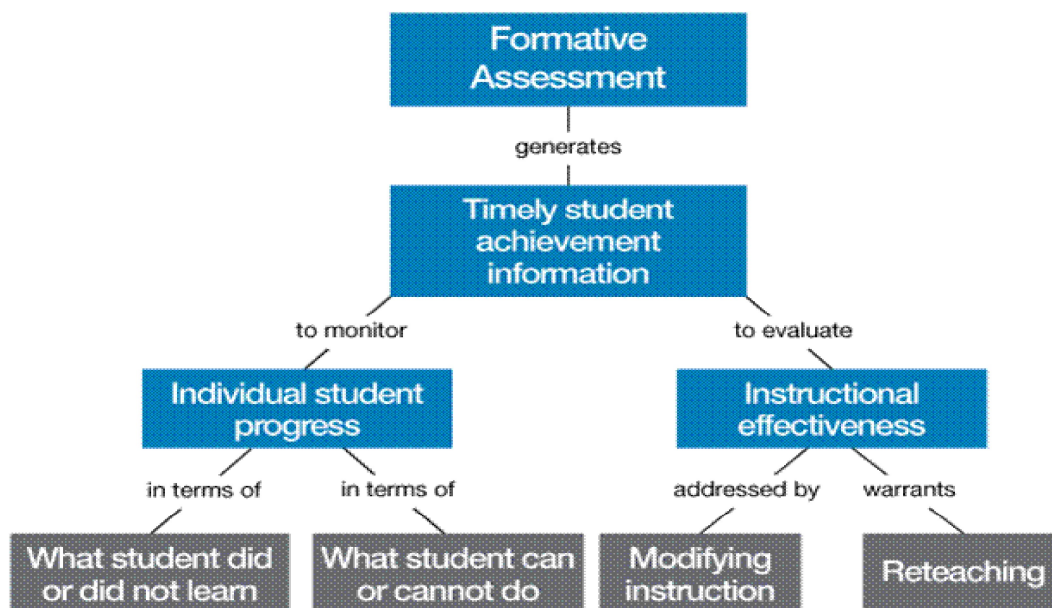 Formative
Assessment
generates
Timely student
achievement
information
to monitor
to evaluate
Individual student
progress
Instructional
effectiveness
in terms of
in terms of
addressed by
warrants
What student did
or did not learn
What student can
or cannot do
Modifying
instruction
Reteaching